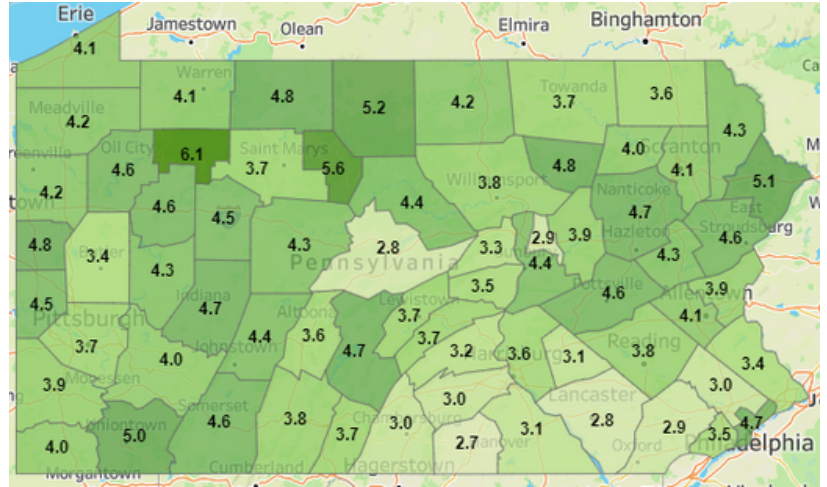 Erie
Jamestown
Olean
Elmira
Binghamton
4.1
Warren
4.1
4.8
5.2
4.2
Towanda
3.7
3.6
Meadville
4.2
4.3
Oil City
6.1
Saint Marys
3.7
5.6
4.8
4.0
Scranton
4.1
4.6
4.2
4.6
4.5
4.4
3.8
Nanticoke
4.7
5.1
East
Stroudsburg
4.6
4.8
Butler
3.4
4.3
4.3
2.8
Pennsylvania
3.3
2.9
4.4
3.9
Hazleton
4.3
4.5
Indiana
4.7
3.5
Pottsville
4.6
3.9
Allentown
4.1
Pittsburgh
3.7
4.0
Johnstown
4.4
Altoona
3.6
4.7
Lewistown
3.7
3.7
3.2
3.6
3.1
Reading
3.8
3.4
3.9
Monessen
3.0
Lancaster
Uniontown
5.0
Somerset
4.6
3.8
3.7
Chambersburg
3.0
3.0
2.7
Hanover
3.1
2.8
Oxford
2.9
3.5
4.7
Philadelphia
4.0
Morgantown
Cumberland
Hagerstown